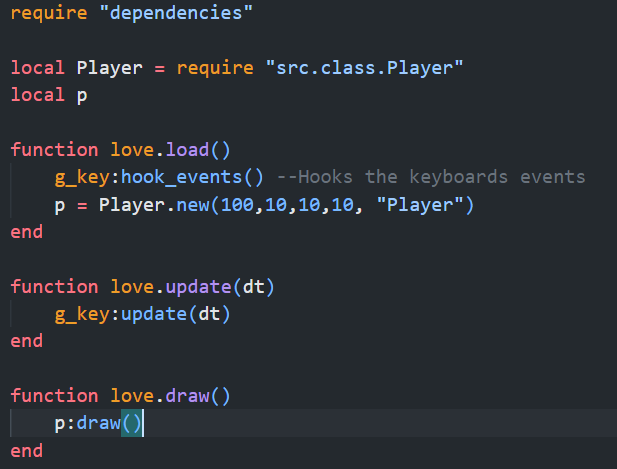 require "dependencies"
local Player = require "src.class.Player"
local p
function love.load()
g_key:hook_events() --Hooks the keyboards events
p = Player.new(100,10,10,10, "Player")
end
function love.update(dt)
g_key:update(dt)
end
function love.draw()
p:draw()
end